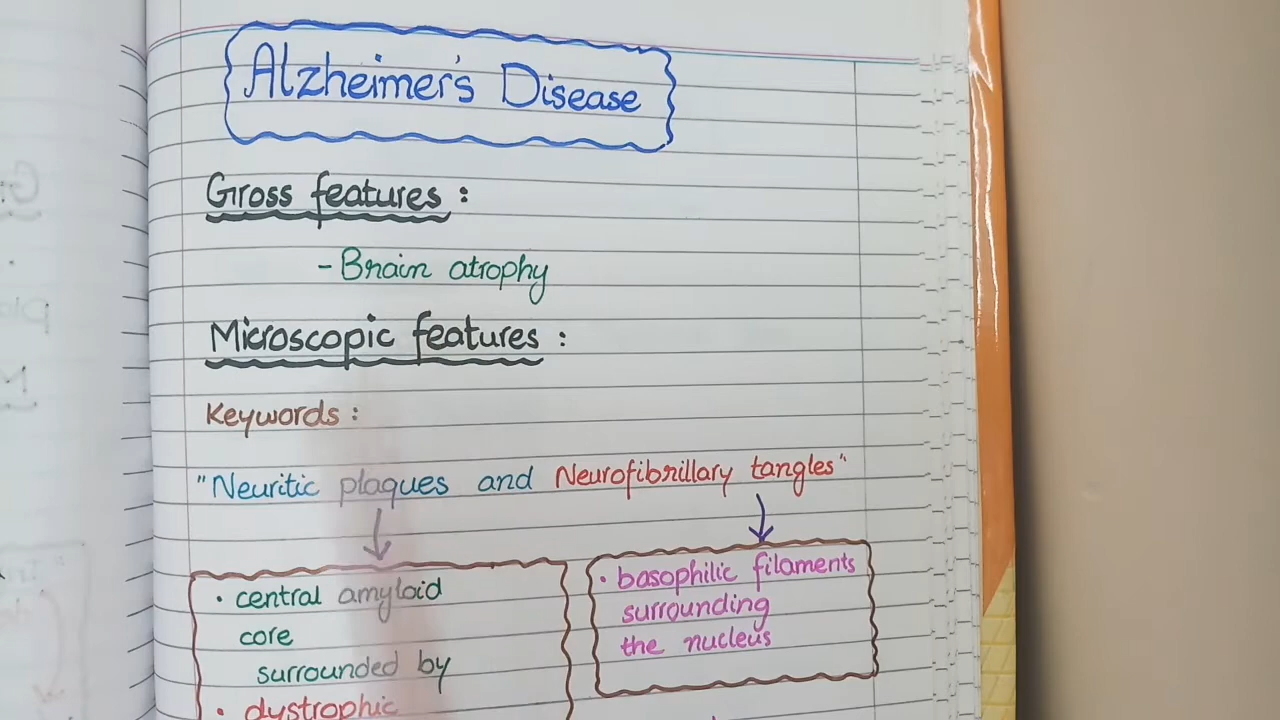 Alzheimer's Disease
Gross features :
- Brain atrophy
Microscopic features :
Keywords :
"Neuritic plaques and Neurofibrillary tangles"
• central amyloid
core
surrounded by
• dystrophic
• basophilic filaments
surrounding
the nucleus